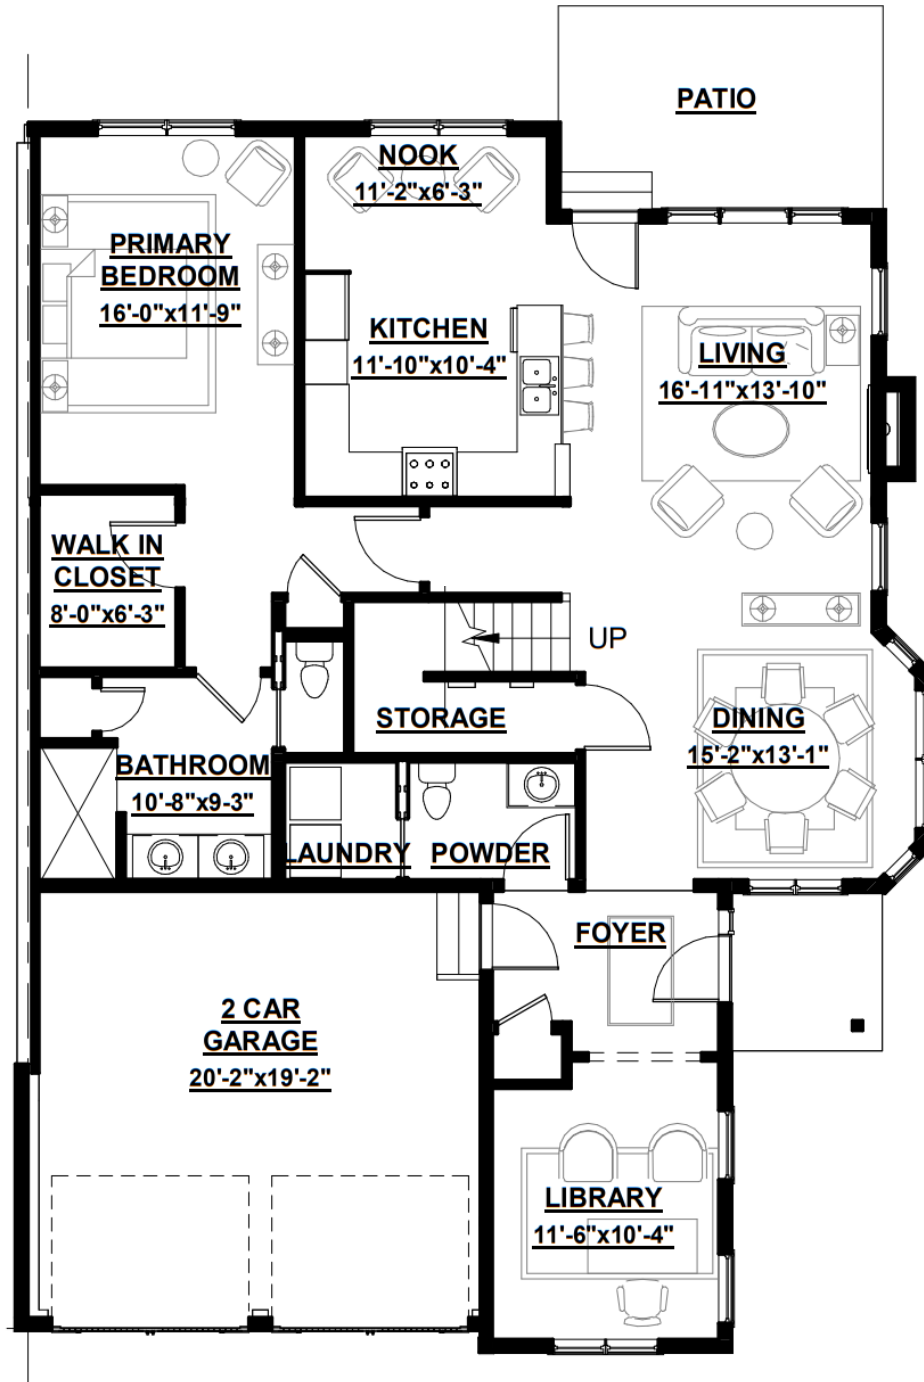 PATIO
NOOK
11'-2"x6'-3"
PRIMARY
BEDROOM
16'-0"x11'-9"
KITCHEN
11'-10"x10'-4"
LIVING
16'-11"x13'-10"
WALK IN
CLOSET
8'-0"x6'-3"
UP
STORAGE
DINING
15'-2"x13'-1"
BATHROOM
10'-8"x9'-3"
LAUNDRY
POWDER
FOYER
2 CAR
GARAGE
20'-2"x19'-2"
LIBRARY
11'-6"x10'-4"